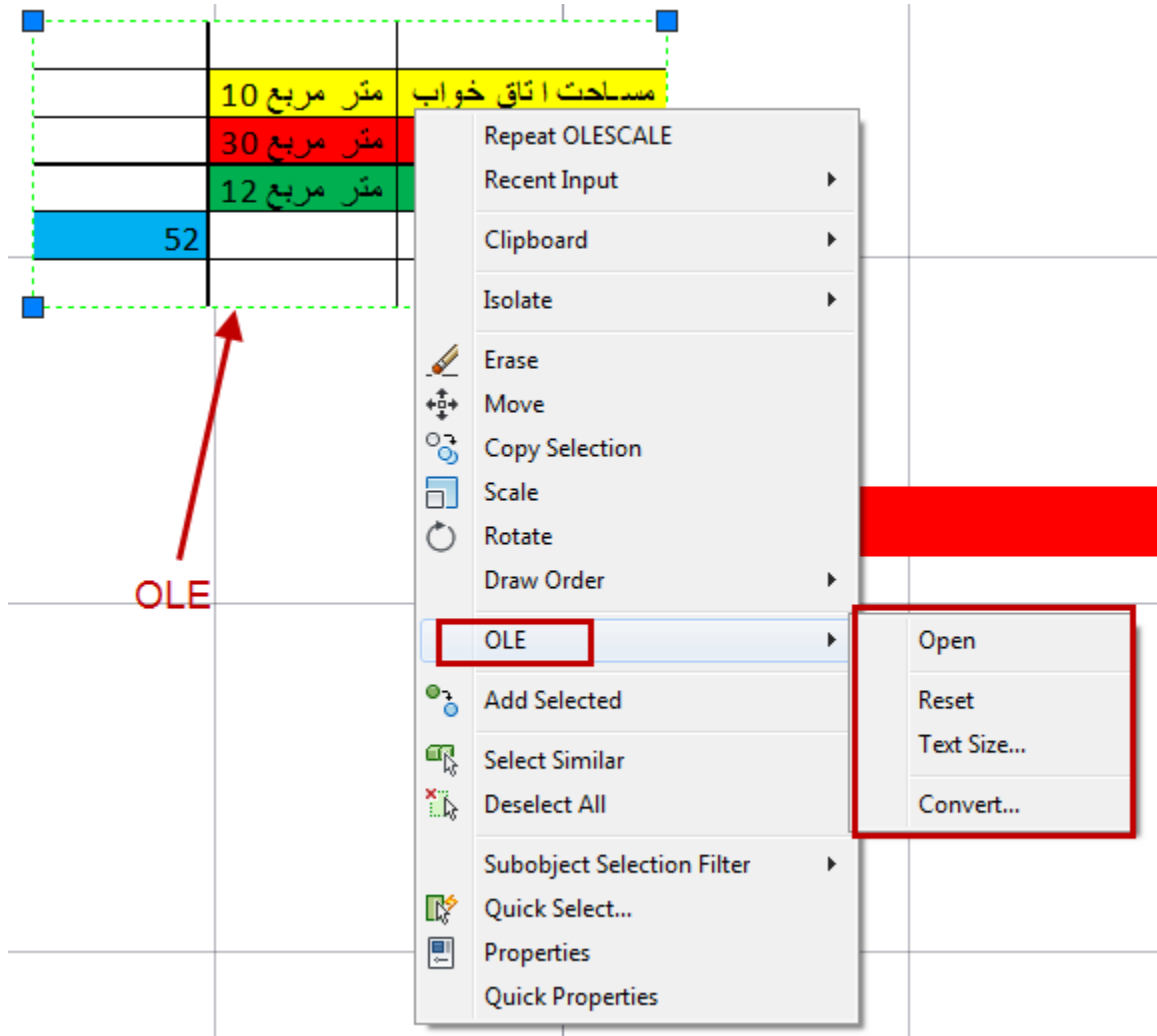 مساحت اتاق خواب متر مربع 10
متر مربع 30
متر مربع 12
52
OLE
Repeat OLESCALE
Recent Input
Clipboard
Isolate
Erase
Move
Copy Selection
Scale
Rotate
Draw Order
OLE
Add Selected
Select Similar
Deselect All
Subobject Selection Filter
Quick Select...
Properties
Quick Properties
Open
Reset
Text Size...
Convert...